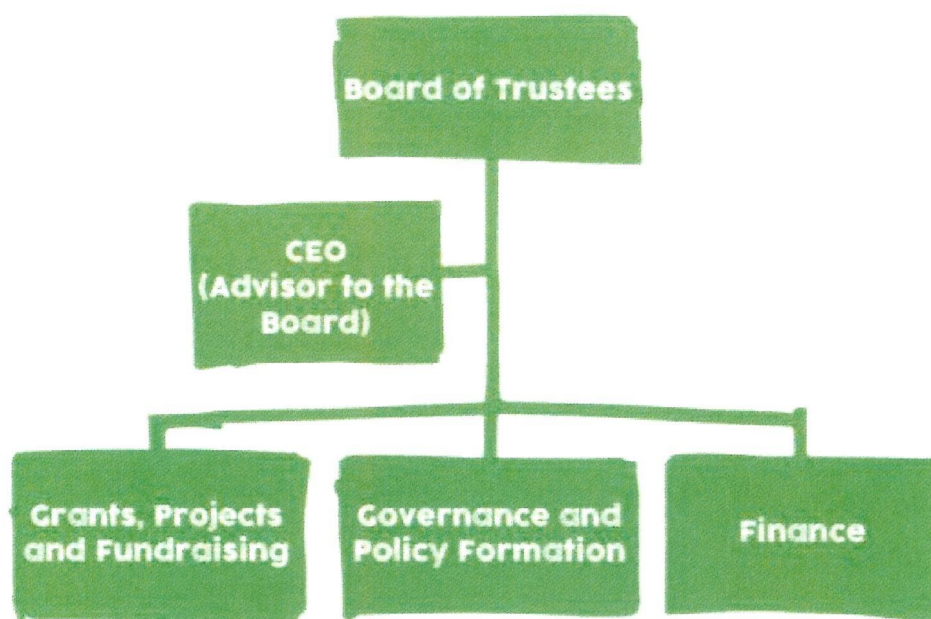 Board of Trustees
CEO
(Advisor to the
Board)
Grants, Projects
and Fundraising
Governance and
Policy Formation
Finance